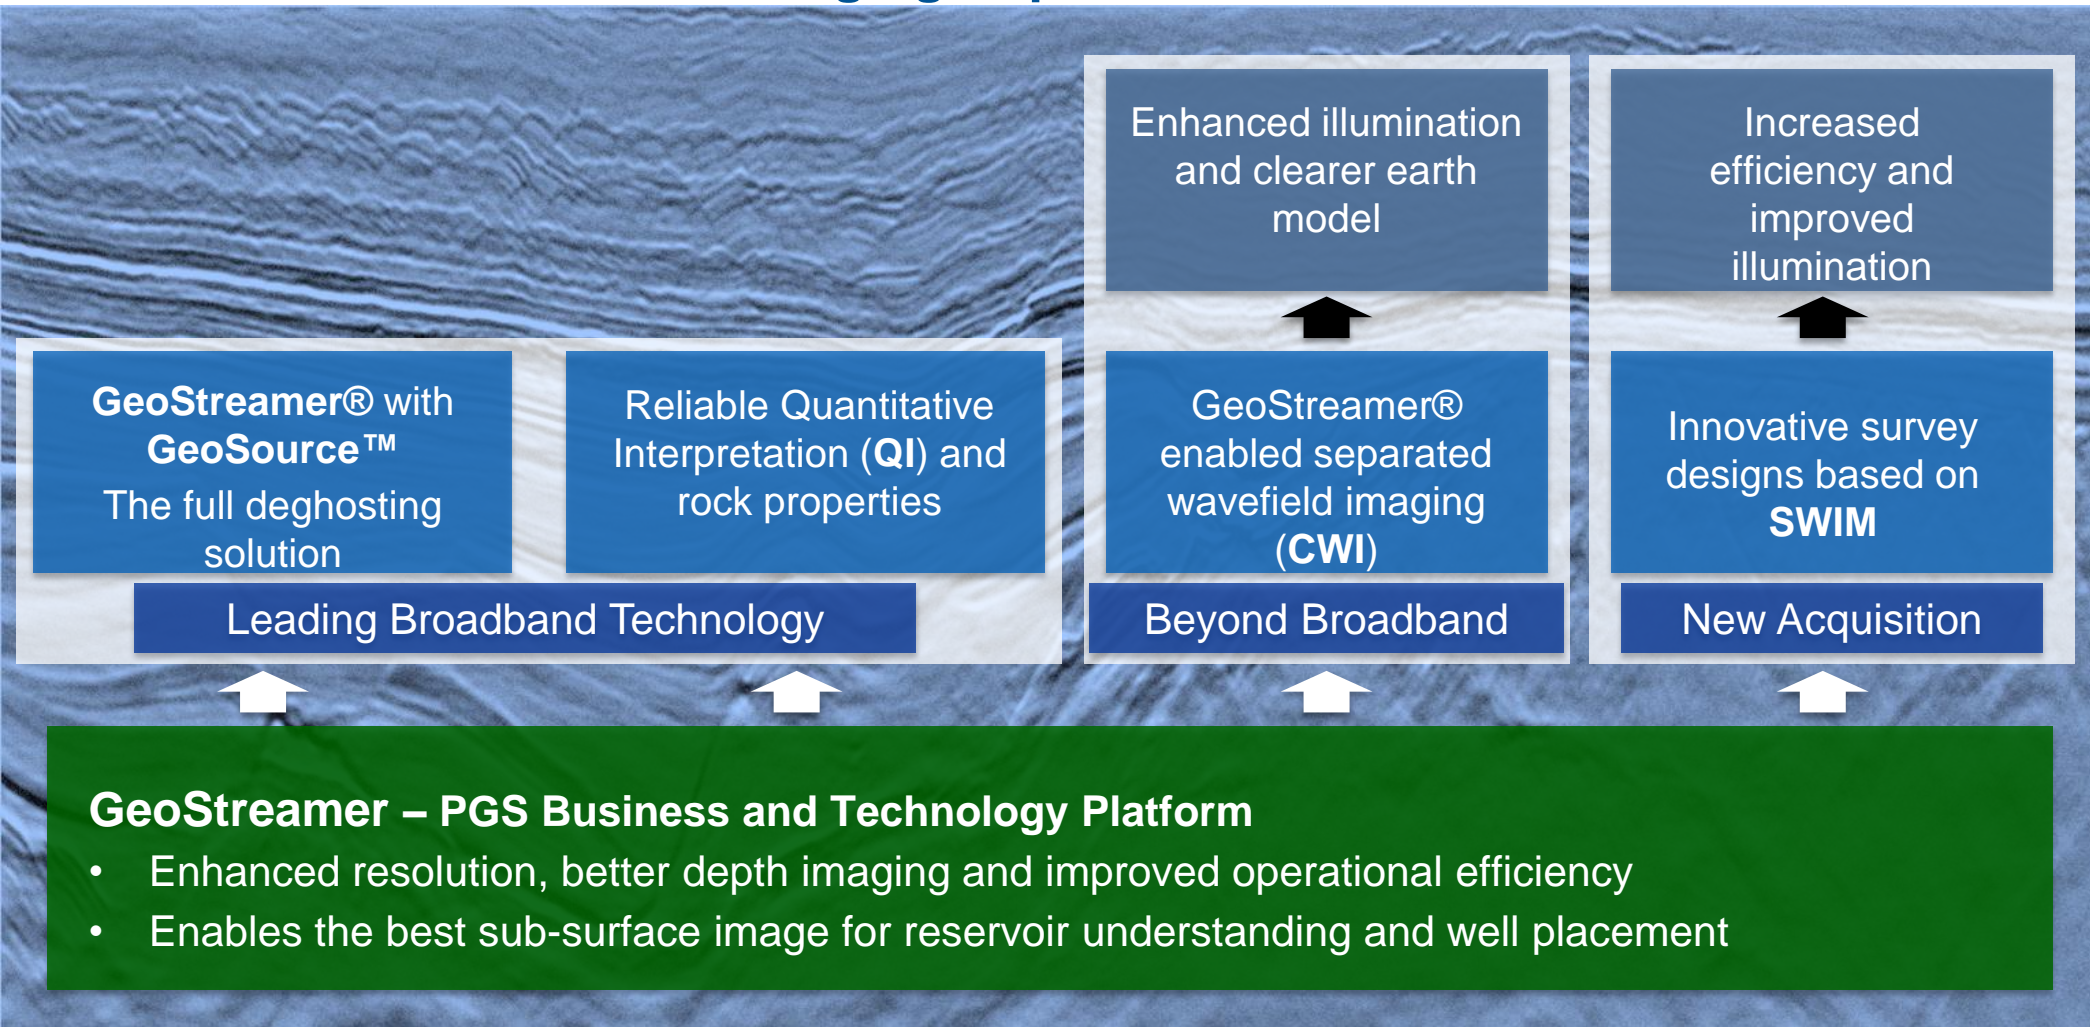 Enhanced illumination
and clearer earth
model
Increased
efficiency and
improved
illumination
GeoStreamer® with
GeoSource™
The full deghosting
solution
Reliable Quantitative
Interpretation (QI) and
rock properties
GeoStreamer®
enabled separated
wavefield imaging
(CWI)
Innovative survey
designs based on
SWIM
Leading Broadband Technology
Beyond Broadband
New Acquisition
GeoStreamer – PGS Business and Technology Platform
• Enhanced resolution, better depth imaging and improved operational efficiency
• Enables the best sub-surface image for reservoir understanding and well placement